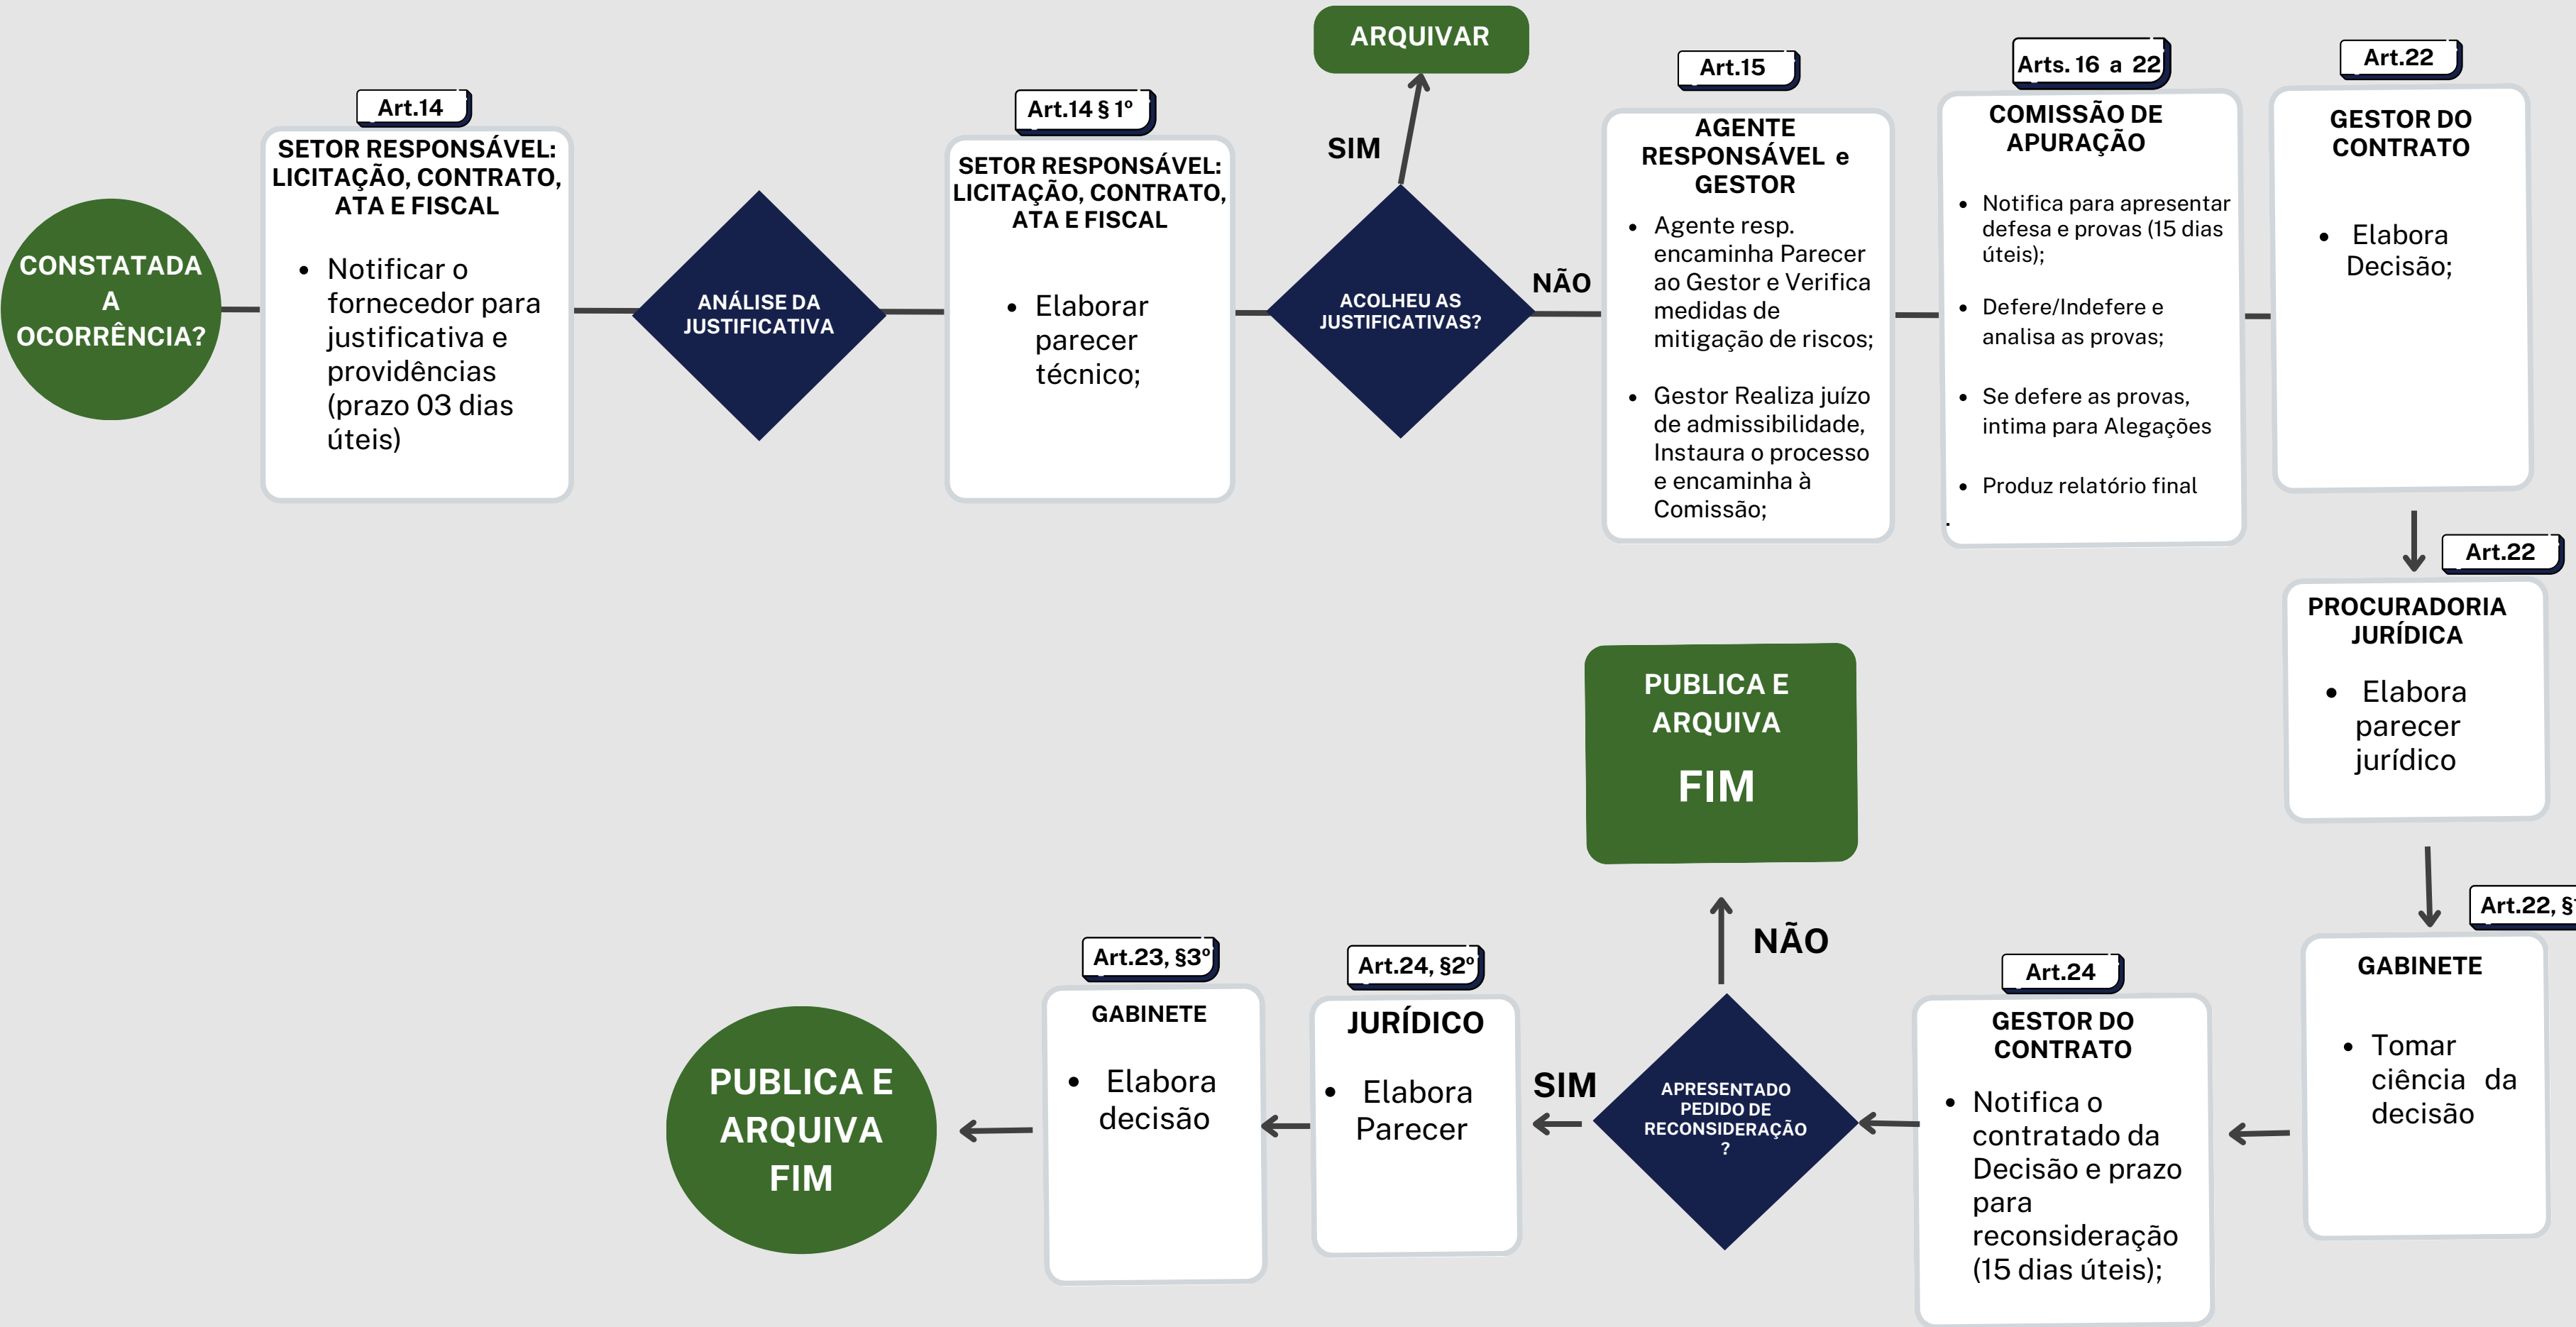 ARQUIVAR
Art.14
SETOR RESPONSÁVEL:
LICITAÇÃO, CONTRATO,
ATA E FISCAL
• Notificar o
fornecedor para
justificativa e
providências
(prazo 03 dias
úteis)
CONSTATADA
A
OCORRÊNCIA?
ANÁLISE DA
JUSTIFICATIVA
Art.14 § 1º
SETOR RESPONSÁVEL:
LICITAÇÃO, CONTRATO,
ATA E FISCAL
• Elaborar
parecer
técnico;
SIM
ACOLHEU AS
JUSTIFICATIVAS?
NÃO
Art.15
AGENTE
RESPONSÁVEL e
GESTOR
• Agente resp.
encaminha Parecer
ao Gestor e Verifica
medidas de
mitigação de riscos;
• Gestor Realiza juízo
de admissibilidade,
Instaura o processo
e encaminha à
Comissão;
Arts. 16 a 22
COMISSÃO DE
APURAÇÃO
• Notifica para apresentar
defesa e provas (15 dias
úteis);
• Defere/Indefere e
analisa as provas;
• Se defere as provas,
intima para Alegações
• Produz relatório final
.
Art.22
GESTOR DO
CONTRATO
• Elabora
Decisão;
Art.22
PROCURADORIA
JURÍDICA
• Elabora
parecer
jurídico
Art.22, §
GABINETE
• Tomar
ciência da
decisão
Art.24
GESTOR DO
CONTRATO
• Notifica o
contratado da
Decisão e prazo
para
reconsideração
(15 dias úteis);
APRESENTADO
PEDIDO DE
RECONSIDERAÇÃO
?
NÃO
PUBLICA E
ARQUIVA
FIM
SIM
Art.24, §2º
JURÍDICO
• Elabora
Parecer
Art.23, §3º
GABINETE
• Elabora
decisão
PUBLICA E
ARQUIVA
FIM